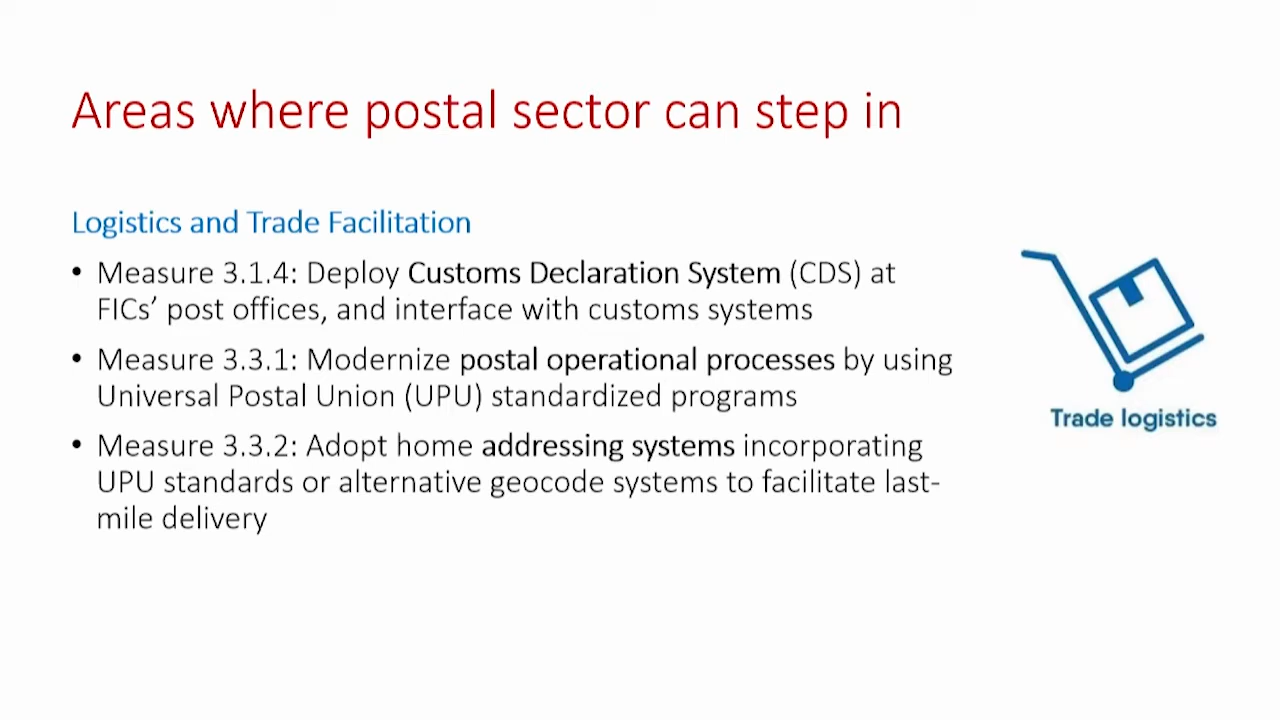 Areas where postal sector can step in
Logistics and Trade Facilitation
• Measure 3.1.4: Deploy Customs Declaration System (CDS) at
FICs’ post offices, and interface with customs systems
• Measure 3.3.1: Modernize postal operational processes by using
Universal Postal Union (UPU) standardized programs
• Measure 3.3.2: Adopt home addressing systems incorporating
UPU standards or alternative geocode systems to facilitate last-
mile delivery
Trade logistics